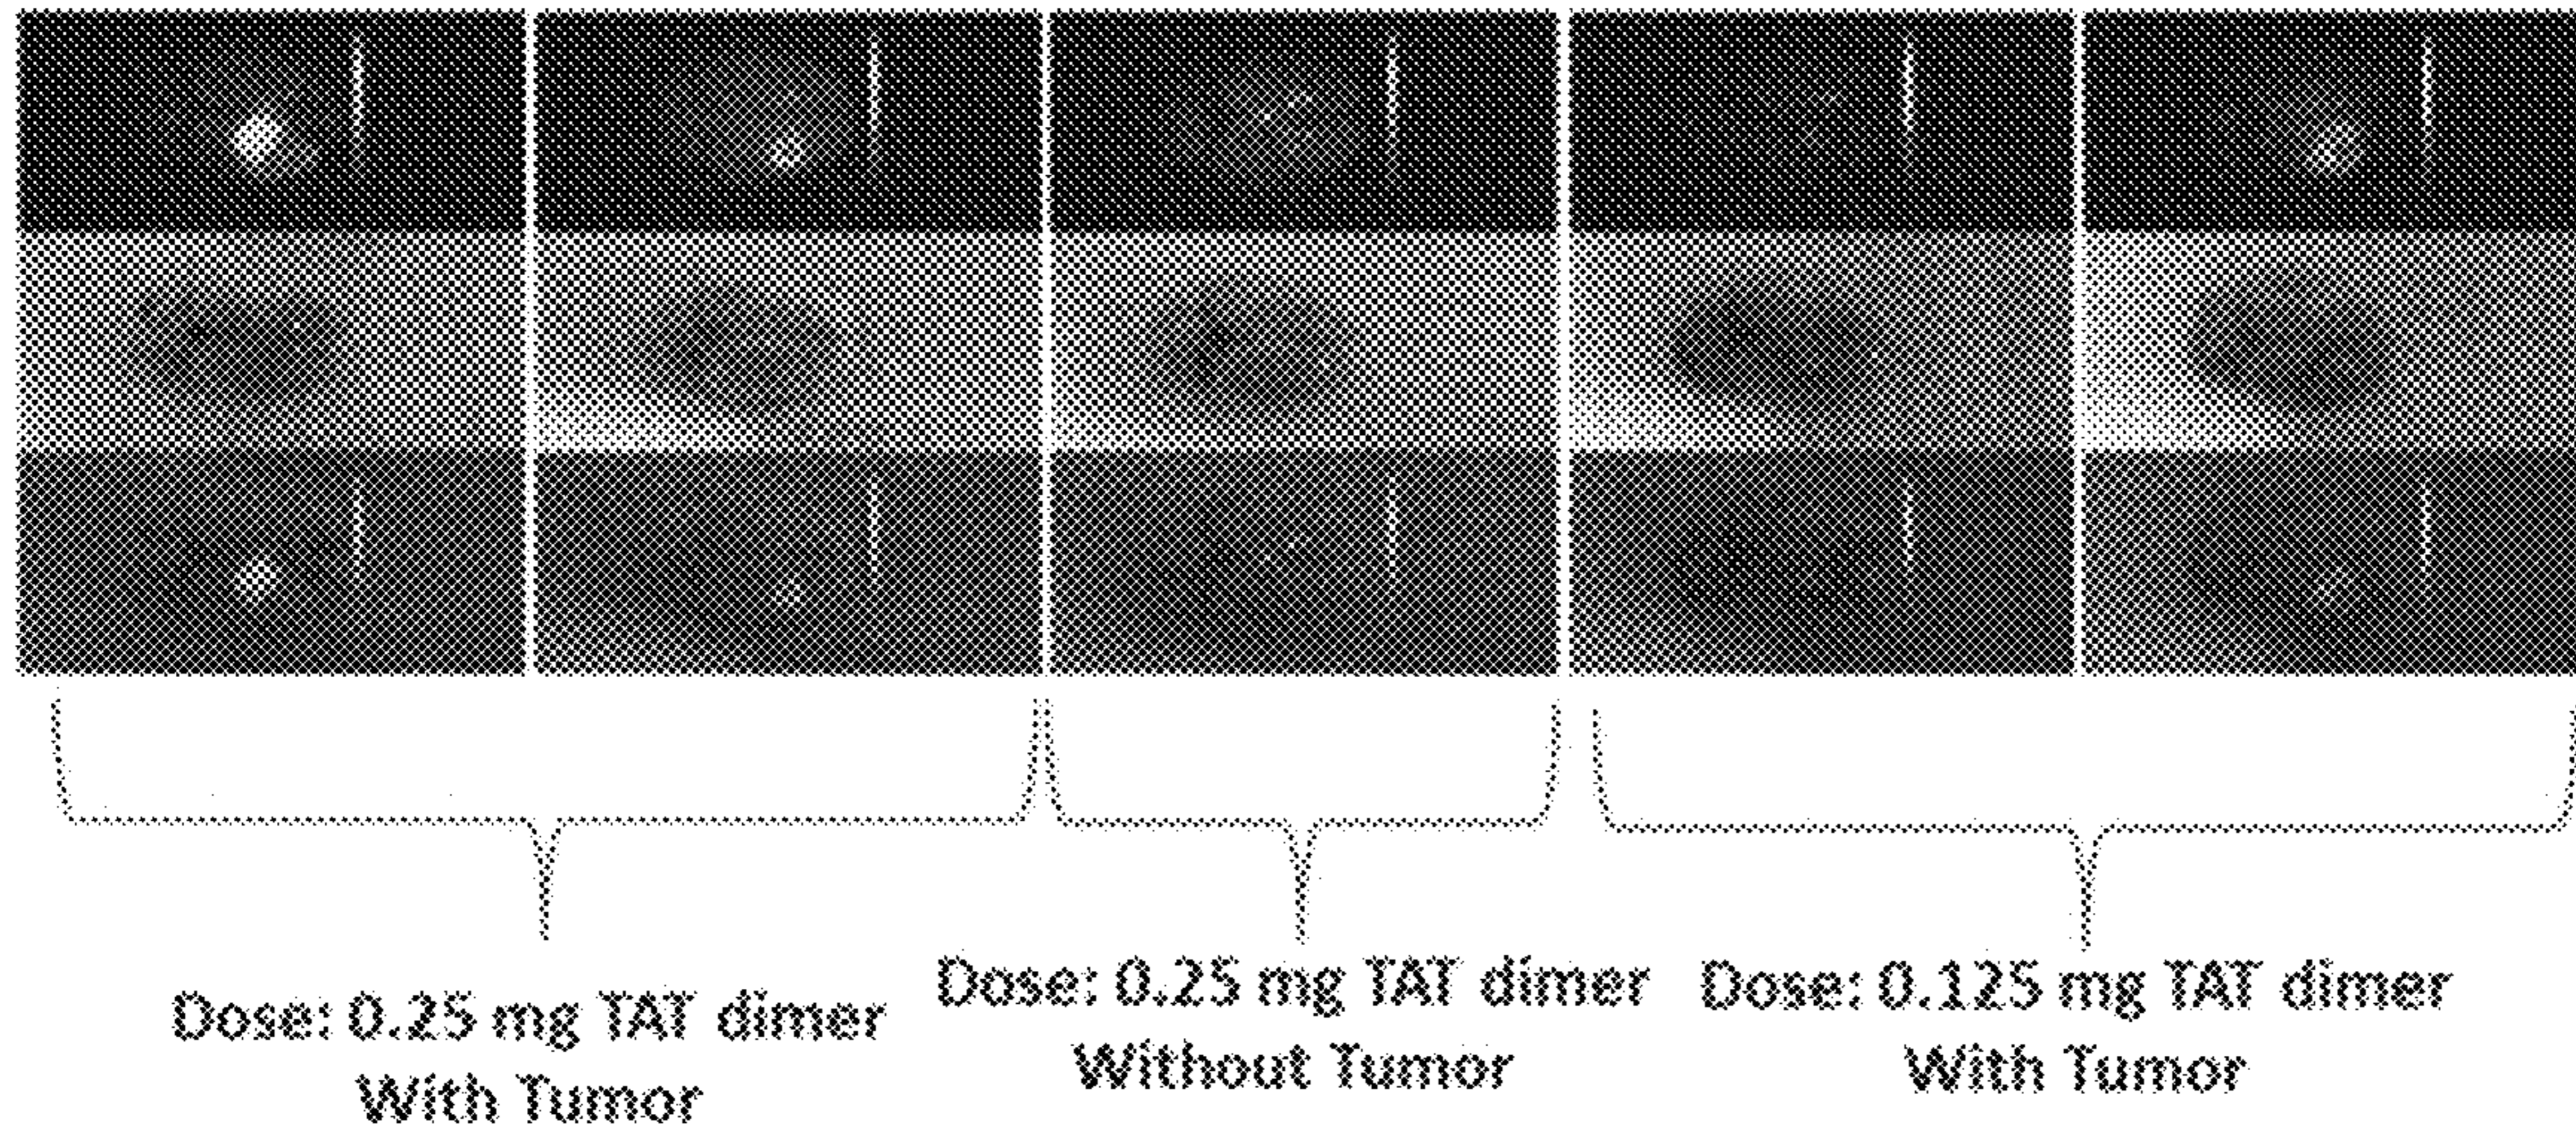 Dose: 0.25 mg TAT dimer
With Tumor
Dose: 0.25 mg TAT dimer
Without Tumor
Dose: 0.125 mg TAT dimer
With Tumor